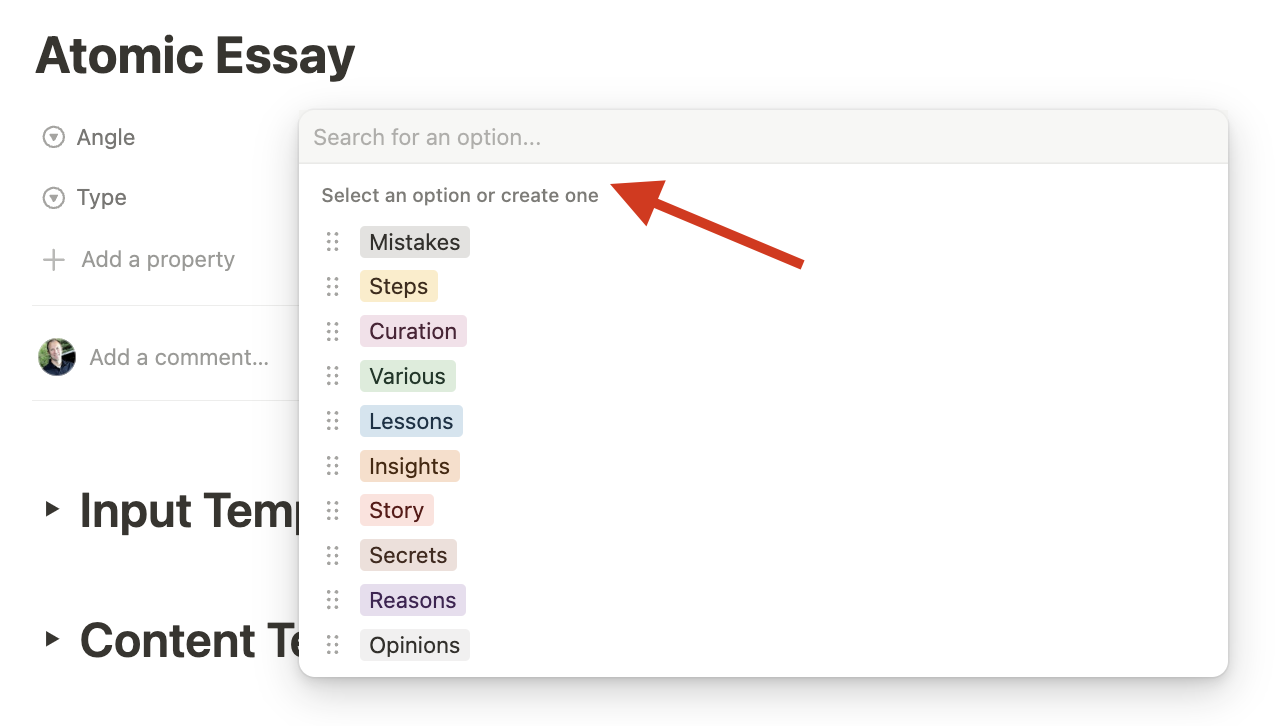 Atomic Essay
Angle
Search for an option...
Type
Select an option or create one
Add a property
Mistakes
Steps
Curation
Add a comment...
Various
Lessons
Insights
Input Temp
Story
Secrets
Reasons
Content Te
Opinions